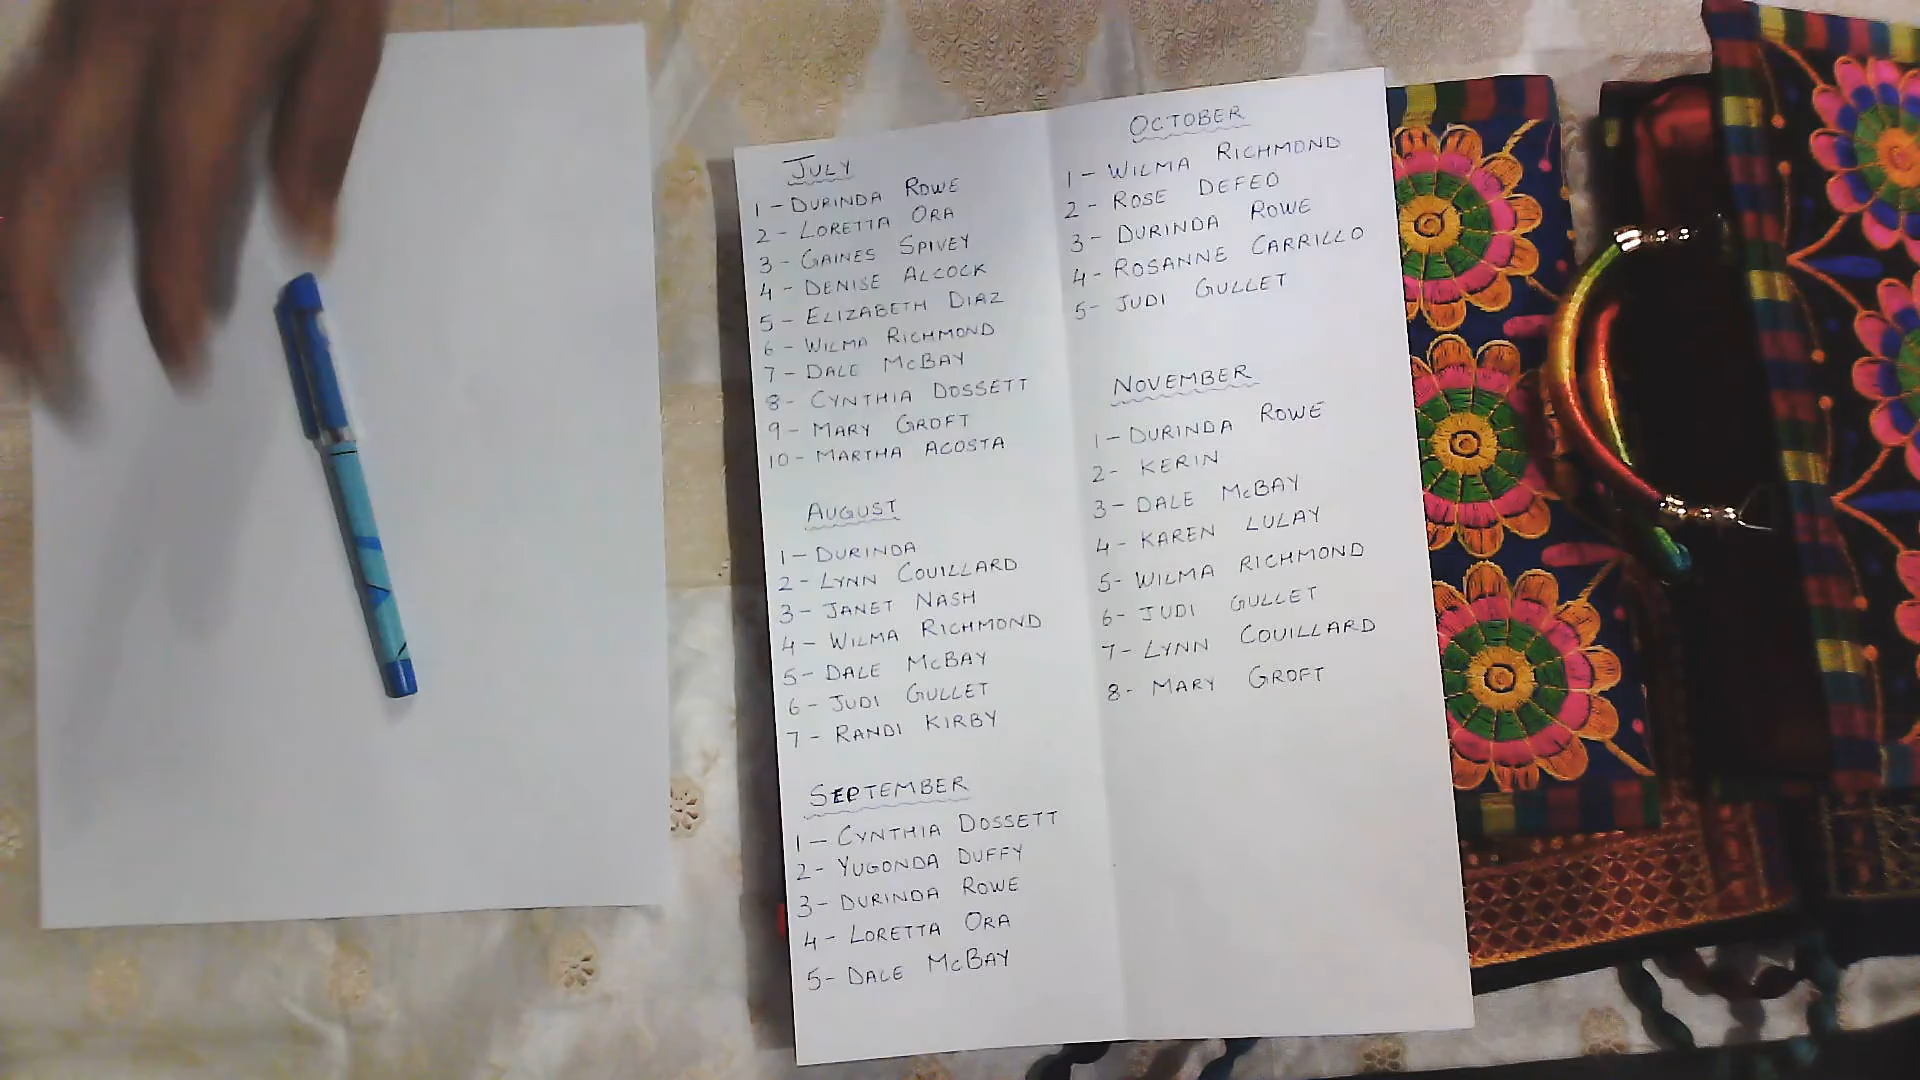 JULY
1 - DURINDA ROWE
2 - LORETTA ORA
3 - GAINES SPIVEY
4 - DENISE ALCOCK
5 - ELIZABETH DIAZ
6 - WILMA RICHMOND
7 - DALE McBAY
8 - CYNTHIA DOSSETT
9 - MARY GROFT
10 - MARTHA ACOSTA
AUGUST
1 - DURINDA
2 - LYNN COUILLARD
3 - JANET NASH
4 - WILMA RICHMOND
5 - DALE McBAY
6 - JUDI GULLET
7 - RANDI KIRBY
SEPTEMBER
1 - CYNTHIA DOSSETT
2 - YUGONDA DUFFY
3 - DURINDA ROWE
4 - LORETTA ORA
5 - DALE McBAY
OCTOBER
1 - WILMA RICHMOND
2 - ROSE DEFEO
3 - DURINDA ROWE
4 - ROSANNE CARRILLO
5 - JUDI GULLET
NOVEMBER
1 - DURINDA ROWE
2 - KERIN
3 - DALE McBAY
4 - KAREN LULAY
5 - WILMA RICHMOND
6 - JUDI GULLET
7 - LYNN COUILLARD
8 - MARY GROFT